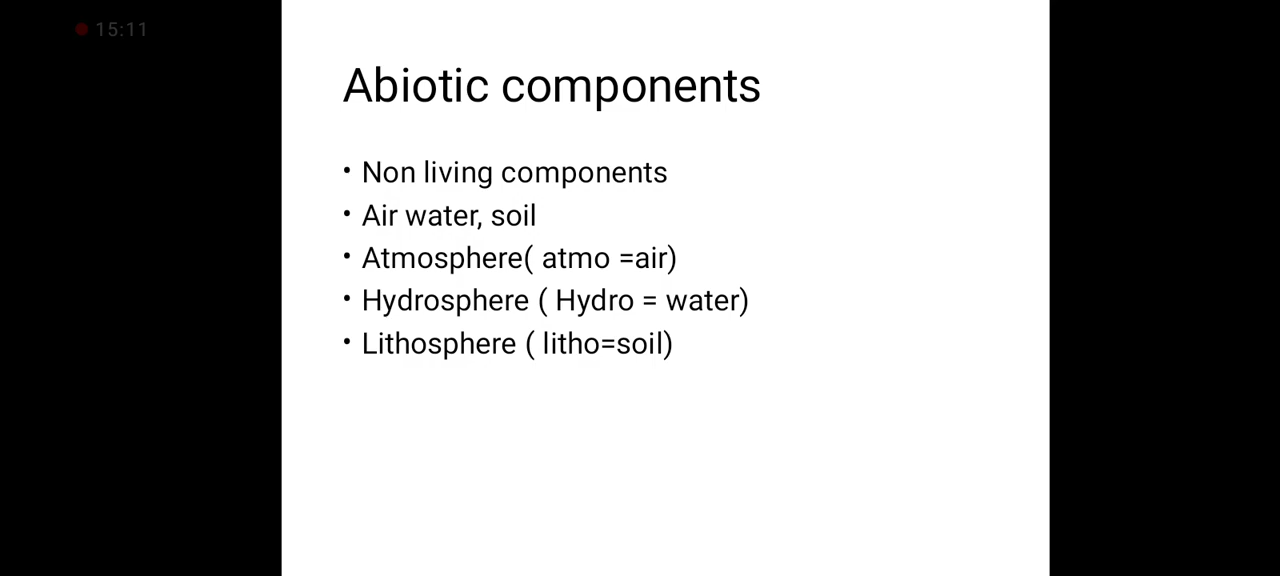 15:11
Abiotic components
• Non living components
• Air water, soil
• Atmosphere( atmo =air)
• Hydrosphere ( Hydro = water)
• Lithosphere ( litho=soil)